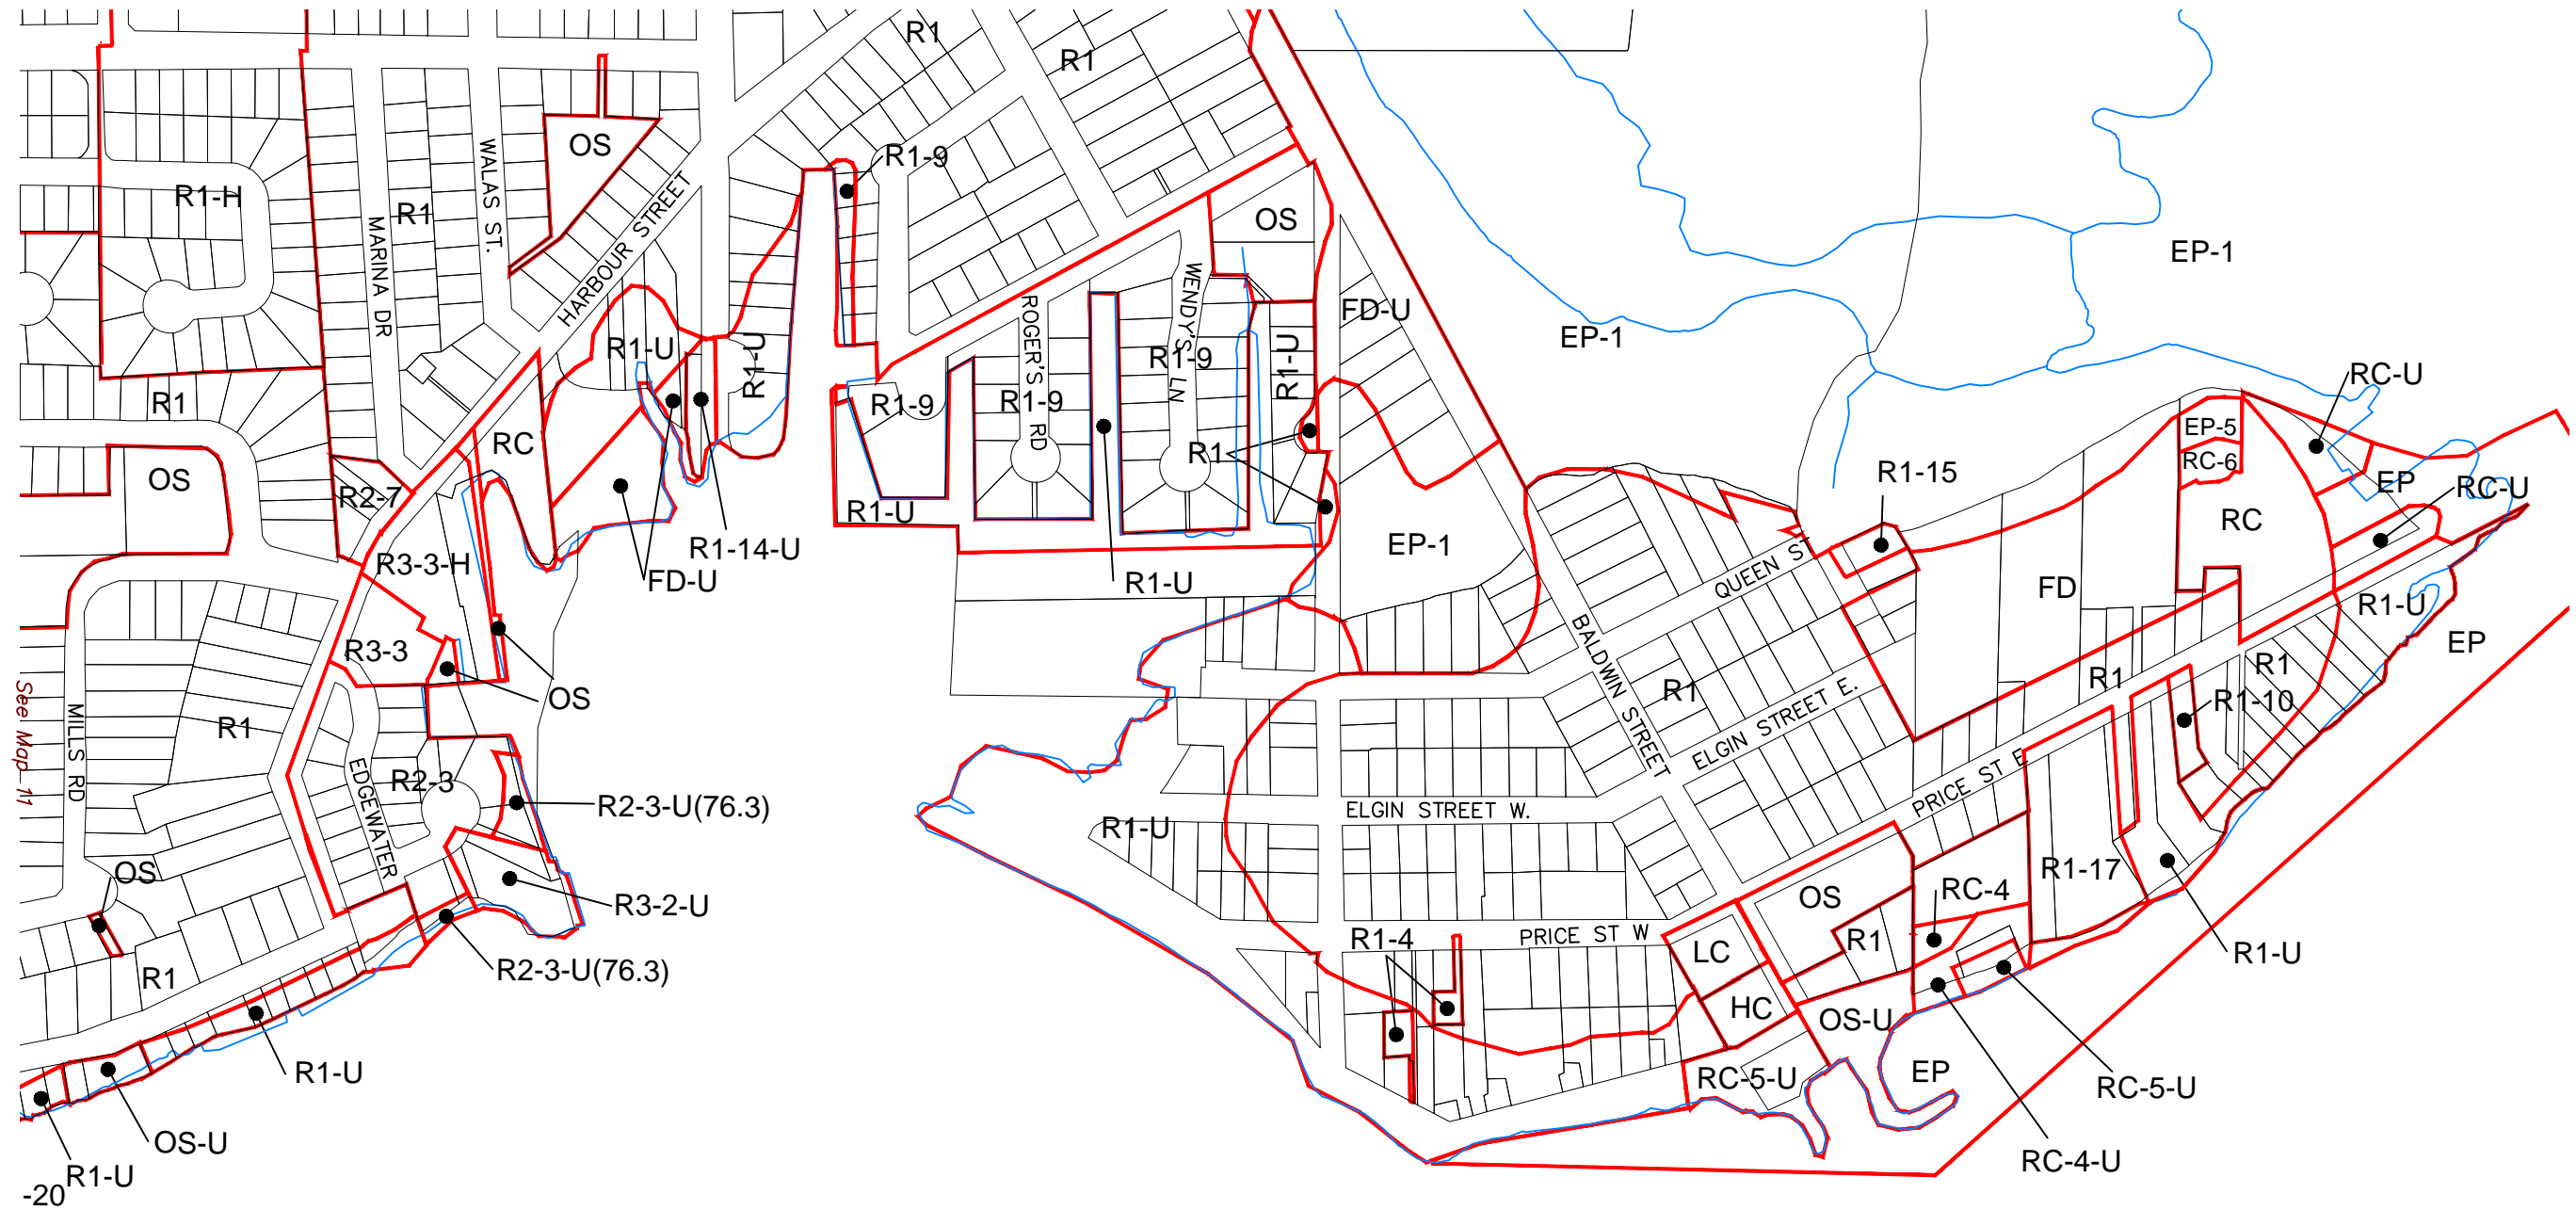 R1
R1
OS
R1-9
R1-H
R1
WALAS ST.
MARINA DR
HARBOUR STREET
OS
EP-1
WENDY'S LN
ROGER'S RD
FD-U
EP-1
R1-U
R1-U
R1-9
R1-U
RC-U
R1
R1-9
R1-9
EP-5
RC
R1
RC-6
OS
R2-7
R1-15
EP
RC-U
R1-U
RC
R1-14-U
EP-1
R3-3-H
FD-U
R1-U
QUEEN ST
FD
R1-U
R3-3
BALDWIN STREET
EP
R1
R1
R1
OS
R1-10
See Map 11
MILLS RD
R1
ELGIN STREET E.
EDGEWATER
R2-3
PRICE ST E
R2-3-U(76.3)
ELGIN STREET W.
R1-U
OS
R1-17
RC-4
OS
R3-2-U
R1-4
PRICE ST W
R1
LC
R1-U
R1
R2-3-U(76.3)
HC
OS-U
R1-U
RC-5-U
EP
RC-5-U
OS-U
RC-4-U
R1-U
-20